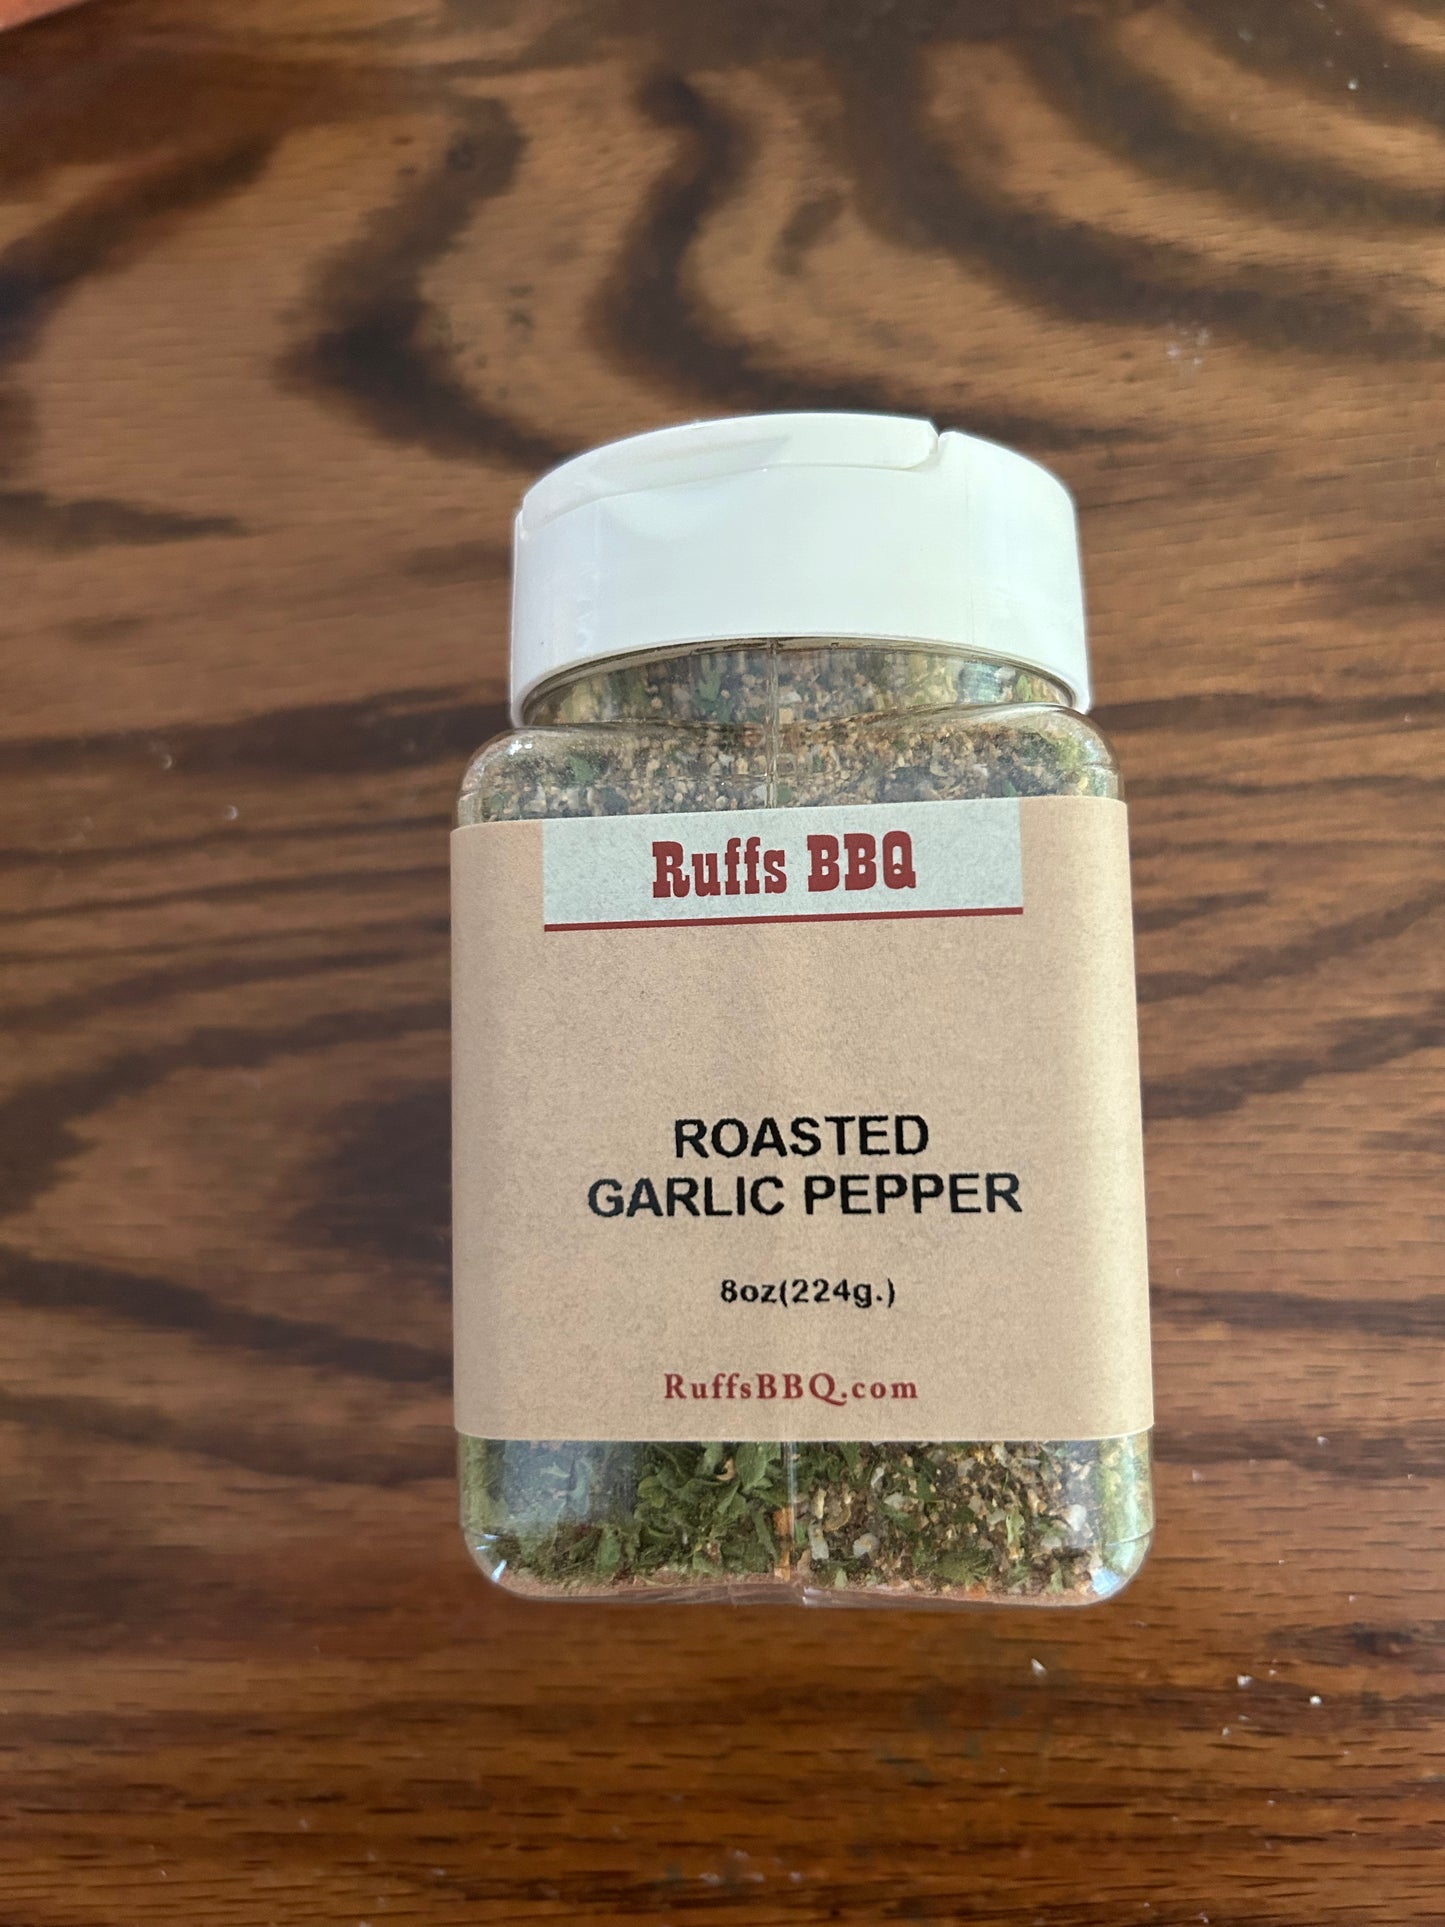 Ruffs BBQ
ROASTED
GARLIC PEPPER
8oz(224g.)
RuffsBBQ.com